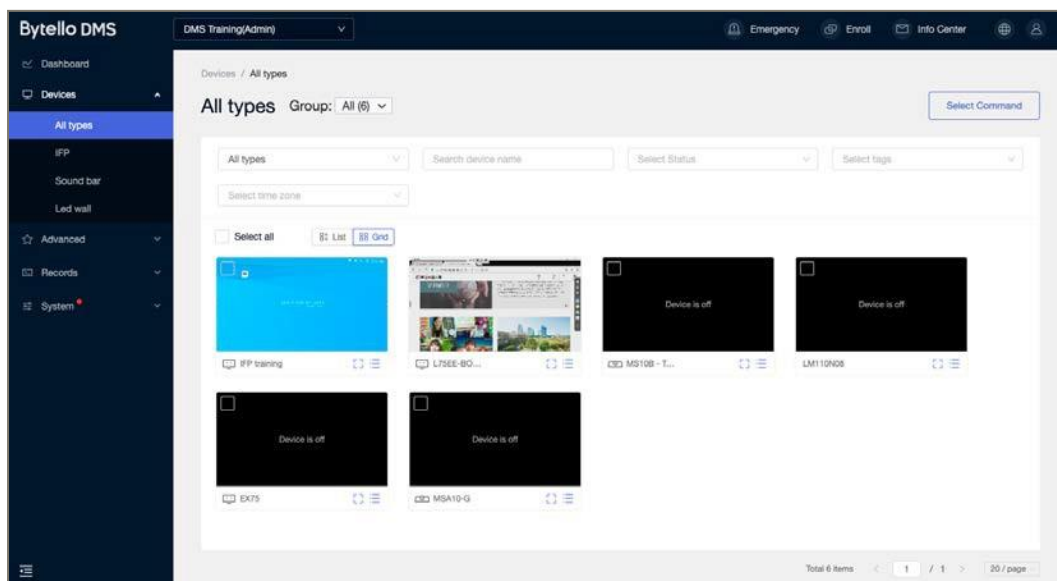 Bytello DMS
DMS Training(Admin)
Emergency
Enroll
Info Center
Dashboard
Devices
All types
IFP
Sound bar
Led wall
Advanced
Records
System
Devices / All types
All types Group: All (6)
Select Command
All types
Search device name
Select Status
Select tags
Select time zone
Select all
List
Grid
IFP training
L75EE-BO...
Device is off
MS10B - T...
Device is off
LM110N08
Device is off
EX75
Device is off
MSA10-G
Total 6 items
1 / 1
20 / page